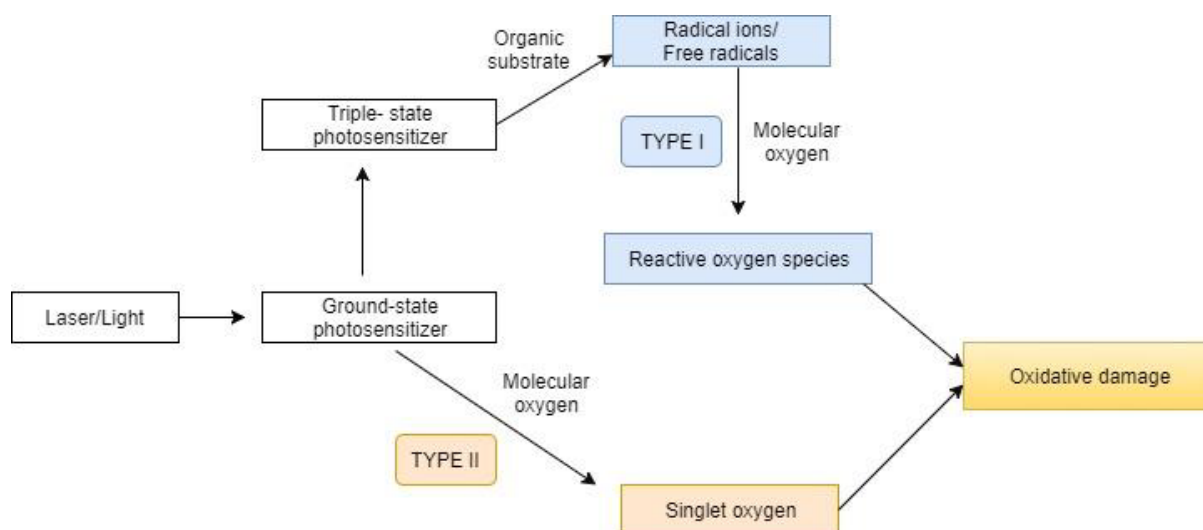 Organic
substrate
Radical ions/
Free radicals
Triple- state
photosensitizer
TYPE I
Molecular
oxygen
Reactive oxygen species
Laser/Light
Ground-state
photosensitizer
Oxidative damage
Molecular
oxygen
TYPE II
Singlet oxygen